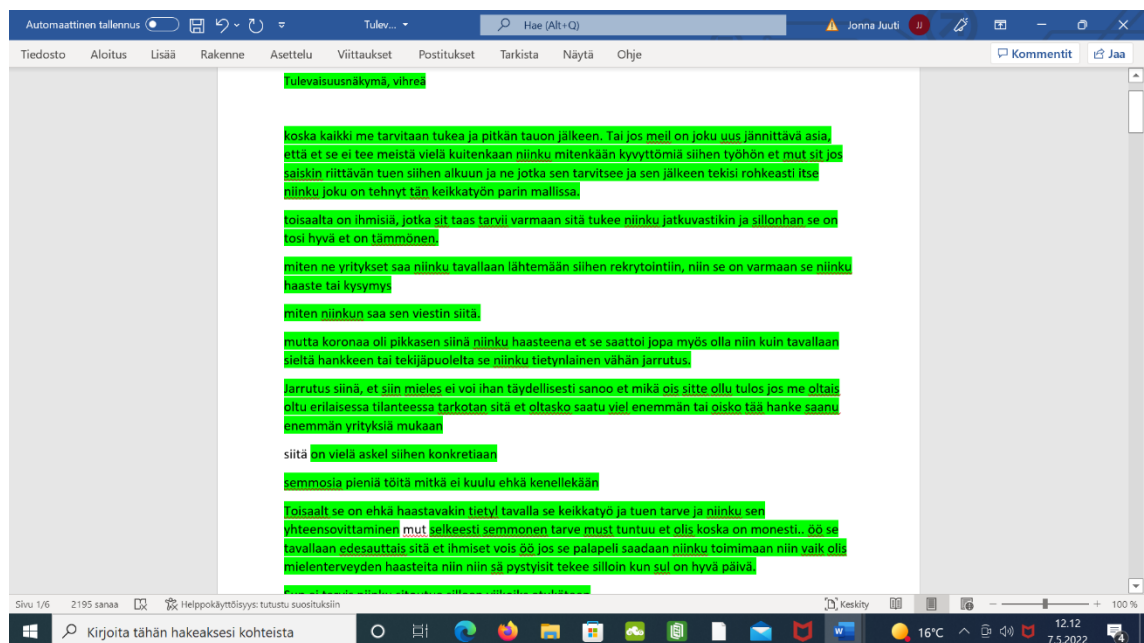 Automaattinen tallennus Tulev... Hae (Alt+Q) Jonna Juuti JJ
Tiedosto Aloitus Lisää Rakenne Asettelu Viittaukset Postitukset Tarkista Näytä Ohje Kommentit Jaa
Tulevaisuusnäkymä, vihreä
koska kaikki me tarvitaan tukea ja pitkän tauon jälkeen. Tai jos meil on joku uus jännittävä asia,
että et se ei tee meistä vielä kuitenkaan niinku mitenkään kyvyttömiä siihen työhön et mut sit jos
saiskin riittävän tuen siihen alkuun ja ne jotka sen tarvitsee ja sen jälkeen tekisi rohkeasti itse
niinku joku on tehnyt tän keikkatyön parin mallissa.
toisaalta on ihmisiä, jotka sit taas tarvii varmaan sitä tukee niinku jatkuvastikin ja sillonhan se on
tosi hyvä et on tämmönen.
miten ne yritykset saa niinku tavallaan lähtemään siihen rekrytointiin, niin se on varmaan se niinku
haaste tai kysymys
miten niinkun saa sen viestin siitä.
mutta koronaa oli pikkasen siinä niinku haasteena et se saattoi jopa myös olla niin kuin tavallaan
sieltä hankkeen tai tekijäpuolelta se niinku tietynlainen vähän jarrutus.
Jarrutus siinä, et siin mieles ei voi ihan täydellisesti sanoo et mikä ois sitte ollu tulos jos me oltais
oltu erilaisessa tilanteessa tarkotan sitä et oltasko saatu viel enemmän tai oisko tää hanke saanu
enemmän yrityksiä mukaan
siitä on vielä askel siihen konkretiaan
semmosia pieniä töitä mitkä ei kuulu ehkä kenellekään
Toisaalt se on ehkä haastavakin tietyl tavalla se keikkatyö ja tuen tarve ja niinku sen
yhteensovittaminen mut selkeesti semmonen tarve must tuntuu et olis koska on monesti.. öö se
tavallaan edesauttais sitä et ihmiset vois öö jos se palapeli saadaan niinku toimimaan niin vaik olis
mielenterveyden haasteita niin niin sä pystyisit tekee silloin kun sul on hyvä päivä.
Sivu 1/6 2195 sanaa Helppokäyttöisyys: tutustu suosituksiin Keskity 100 %
Kirjoita tähän hakeaksesi kohteista 16°C 12.12
7.5.2022